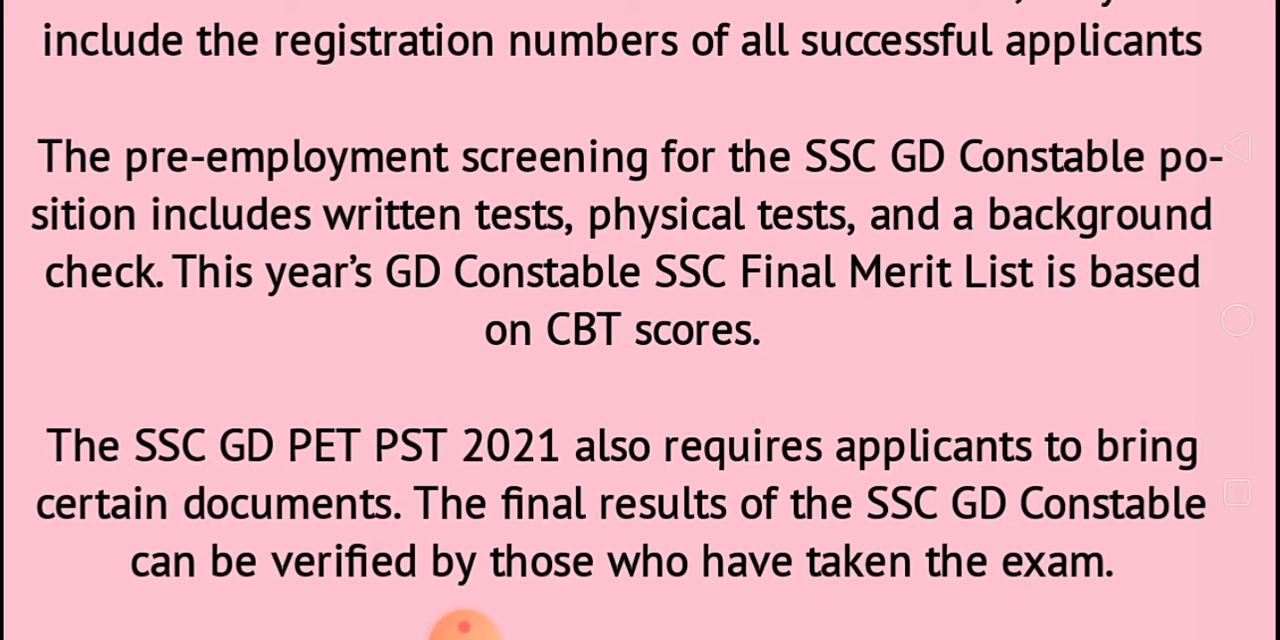 include the registration numbers of all successful applicants
The pre-employment screening for the SSC GD Constable po-
sition includes written tests, physical tests, and a background
check. This year’s GD Constable SSC Final Merit List is based
on CBT scores.
The SSC GD PET PST 2021 also requires applicants to bring
certain documents. The final results of the SSC GD Constable
can be verified by those who have taken the exam.